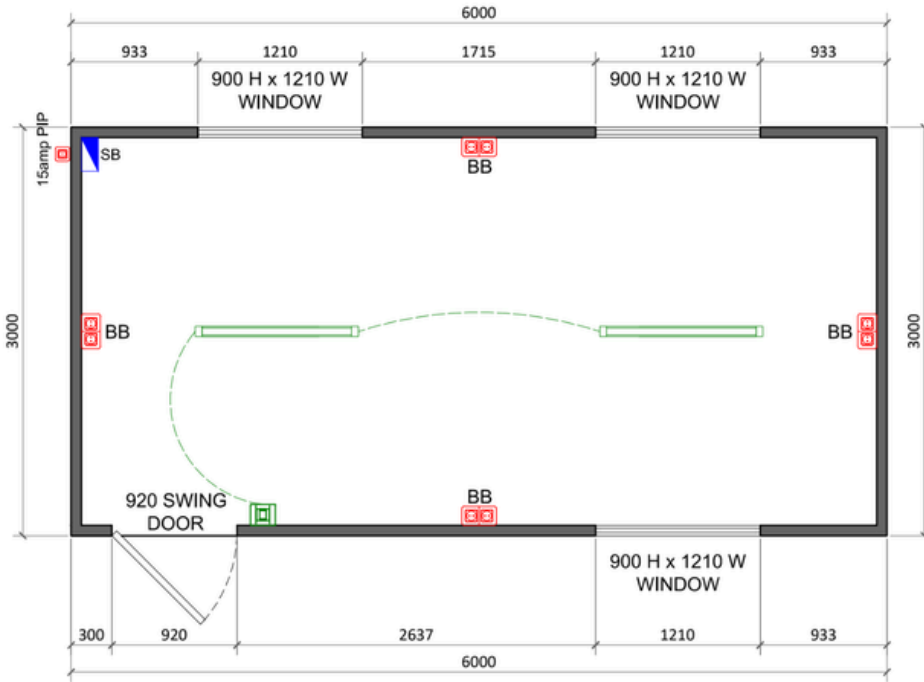 6000
933
1210
1715
1210
933
900 H x 1210 W
WINDOW
900 H x 1210 W
WINDOW
15amp PIP
SB
BB
3000
BB
BB
3000
920 SWING
DOOR
BB
900 H x 1210 W
WINDOW
300
920
2637
1210
933
6000